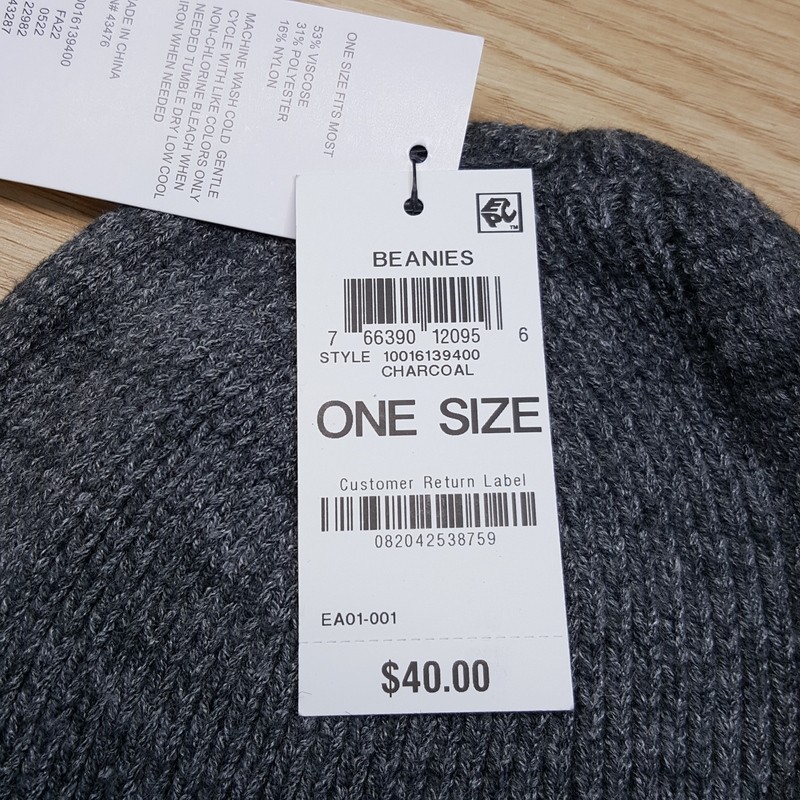 ONE SIZE FITS MOST
53% VISCOSE
31% POLYESTER
16% NYLON
MACHINE WASH COLD GENTLE
CYCLE WITH LIKE COLORS ONLY
NON-CHLORINE BLEACH WHEN
NEEDED TUMBLE DRY LOW COOL
IRON WHEN NEEDED
ADE IN CHINA
N# 43476
0016139400
FA22
0522
22982
43287
EPC
TM
BEANIES
7 66390 12095 6
STYLE 10016139400
CHARCOAL
ONE SIZE
Customer Return Label
082042538759
EA01-001
$40.00